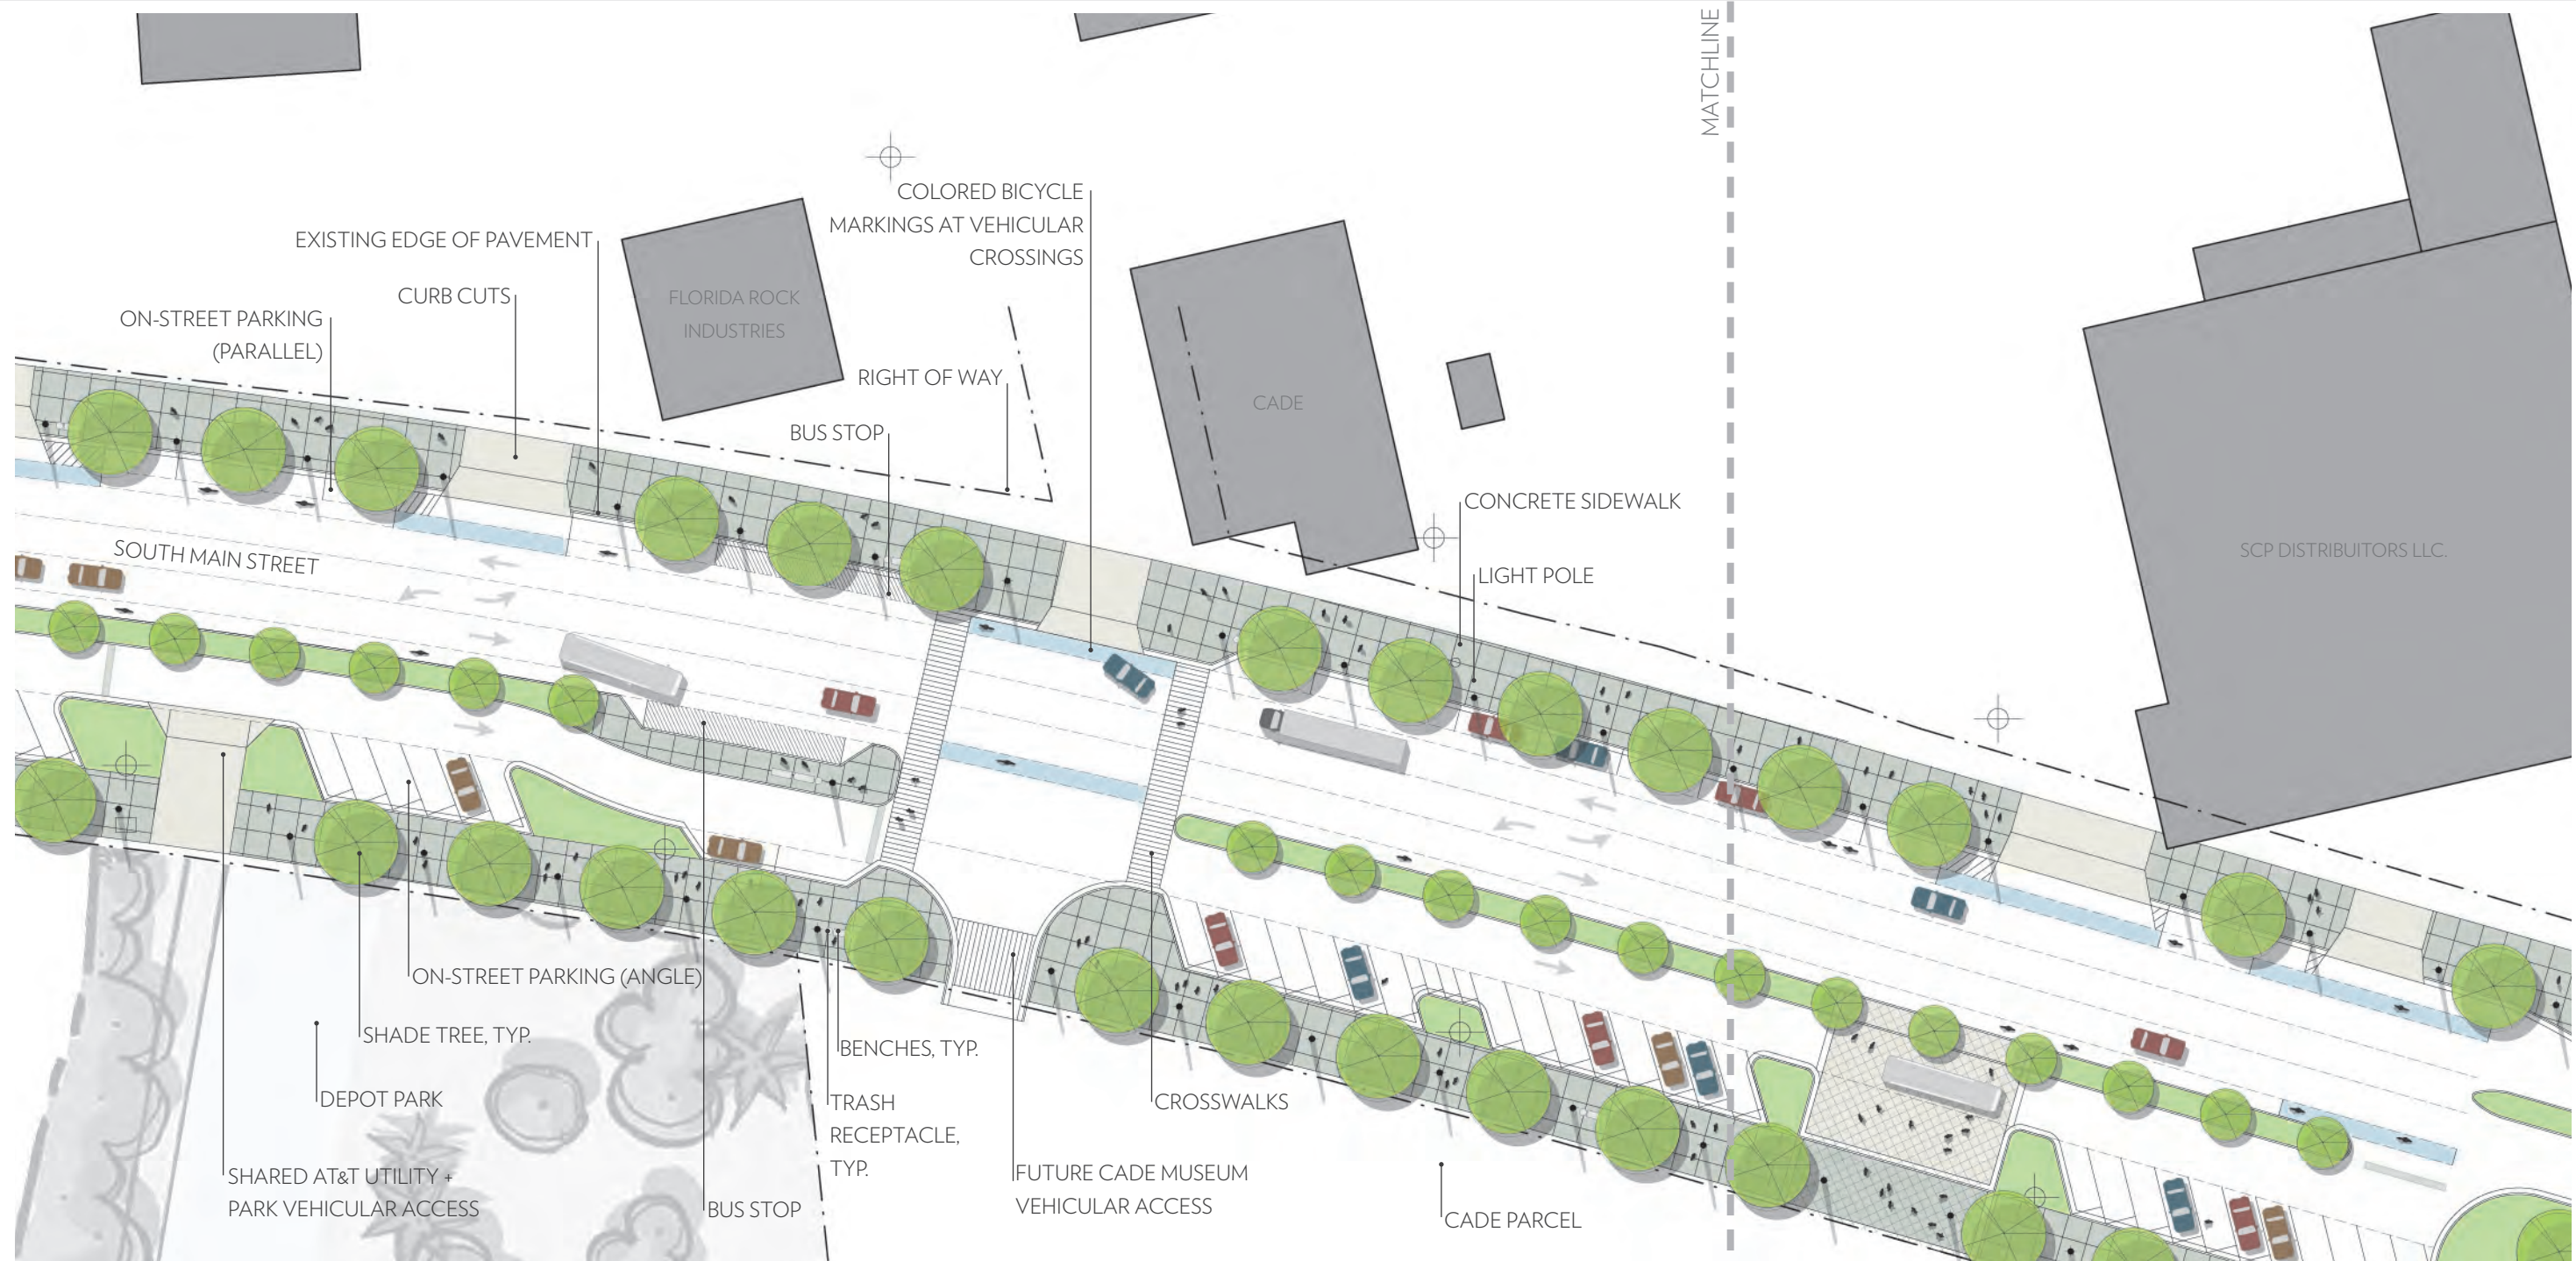 MATCHLINE
COLORED BICYCLE
MARKINGS AT VEHICULAR
CROSSINGS
EXISTING EDGE OF PAVEMENT
CURB CUTS
ON-STREET PARKING
(PARALLEL)
FLORIDA ROCK
INDUSTRIES
RIGHT OF WAY
BUS STOP
CADE
CONCRETE SIDEWALK
LIGHT POLE
SCP DISTRIBUTORS LLC.
SOUTH MAIN STREET
ON-STREET PARKING (ANGLE)
SHADE TREE, TYP.
DEPOT PARK
SHARED AT&T UTILITY +
PARK VEHICULAR ACCESS
BUS STOP
BENCHES, TYP.
TRASH
RECEPTACLE,
TYP.
CROSSWALKS
FUTURE CADE MUSEUM
VEHICULAR ACCESS
CADE PARCEL